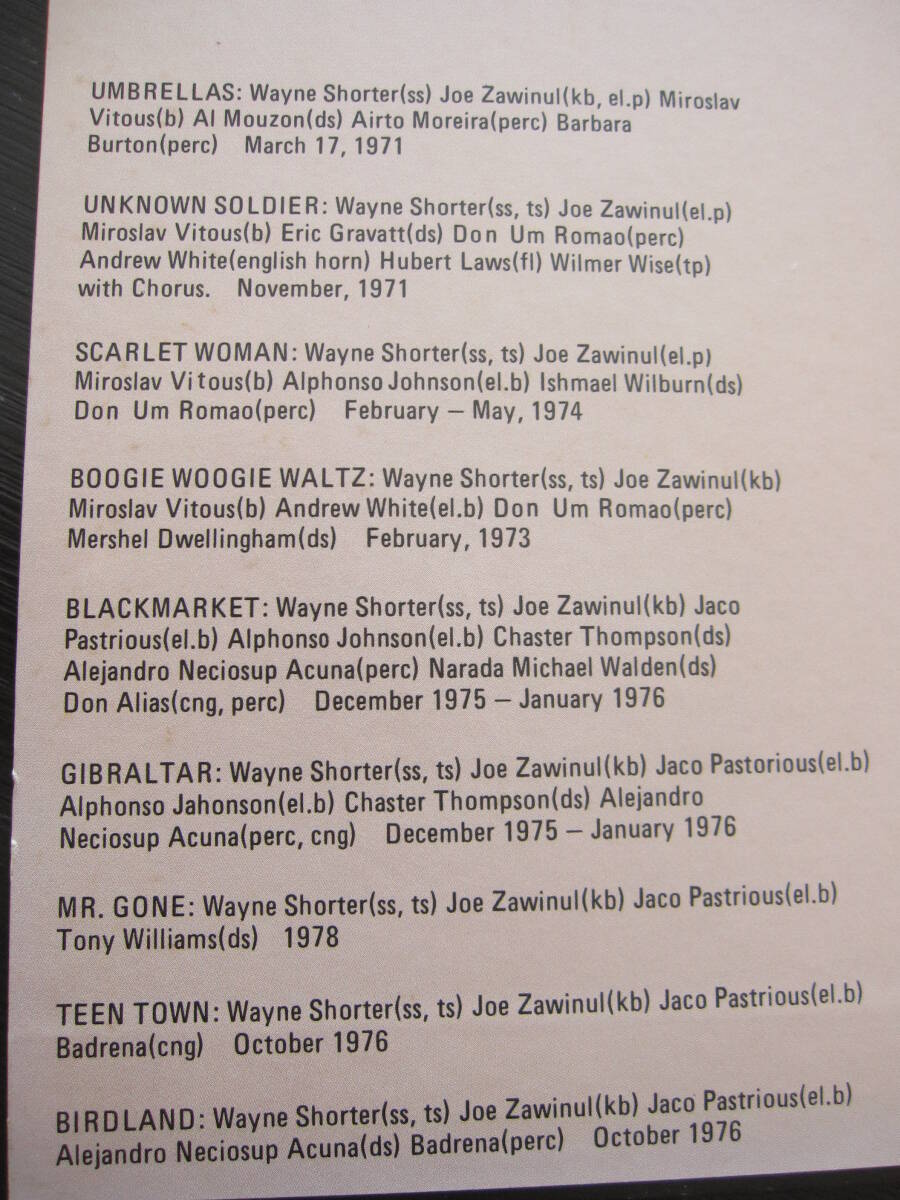 UMBRELLAS: Wayne Shorter(ss) Joe Zawinul(kb, el.p) Miroslav
Vitous(b) Al Mouzon(ds) Airto Moreira(perc) Barbara
Burton(perc) March 17, 1971
UNKNOWN SOLDIER: Wayne Shorter(ss, ts) Joe Zawinul(el.p)
Miroslav Vitous(b) Eric Gravatt(ds) Don Um Romao(perc)
Andrew White(english horn) Hubert Laws(fl) Wilmer Wise(tp)
with Chorus. November, 1971
SCARLET WOMAN: Wayne Shorter(ss, ts) Joe Zawinul(el.p)
Miroslav Vitous(b) Alphonso Johnson(el.b) Ishmael Wilburn(ds)
Don Um Romao(perc) February – May, 1974
BOOGIE WOOGIE WALTZ: Wayne Shorter(ss, ts) Joe Zawinul(kb)
Miroslav Vitous(b) Andrew White(el.b) Don Um Romao(perc)
Mershel Dwellingham(ds) February, 1973
BLACKMARKET: Wayne Shorter(ss, ts) Joe Zawinul(kb) Jaco
Pastrious(el.b) Alphonso Johnson(el.b) Chaster Thompson(ds)
Alejandro Neciosup Acuna(perc) Narada Michael Walden(ds)
Don Alias(cng, perc) December 1975 – January 1976
GIBRALTAR: Wayne Shorter(ss, ts) Joe Zawinul(kb) Jaco Pastorious(el.b)
Alphonso Jahonson(el.b) Chaster Thompson(ds) Alejandro
Neciosup Acuna(perc, cng) December 1975 – January 1976
MR. GONE: Wayne Shorter(ss, ts) Joe Zawinul(kb) Jaco Pastrious(el.b)
Tony Williams(ds) 1978
TEEN TOWN: Wayne Shorter(ss, ts) Joe Zawinul(kb) Jaco Pastrious(el.b)
Badrena(cng) October 1976
BIRDLAND: Wayne Shorter(ss, ts) Joe Zawinul(kb) Jaco Pastrious(el.b)
Alejandro Neciosup Acuna(ds) Badrena(perc) October 1976